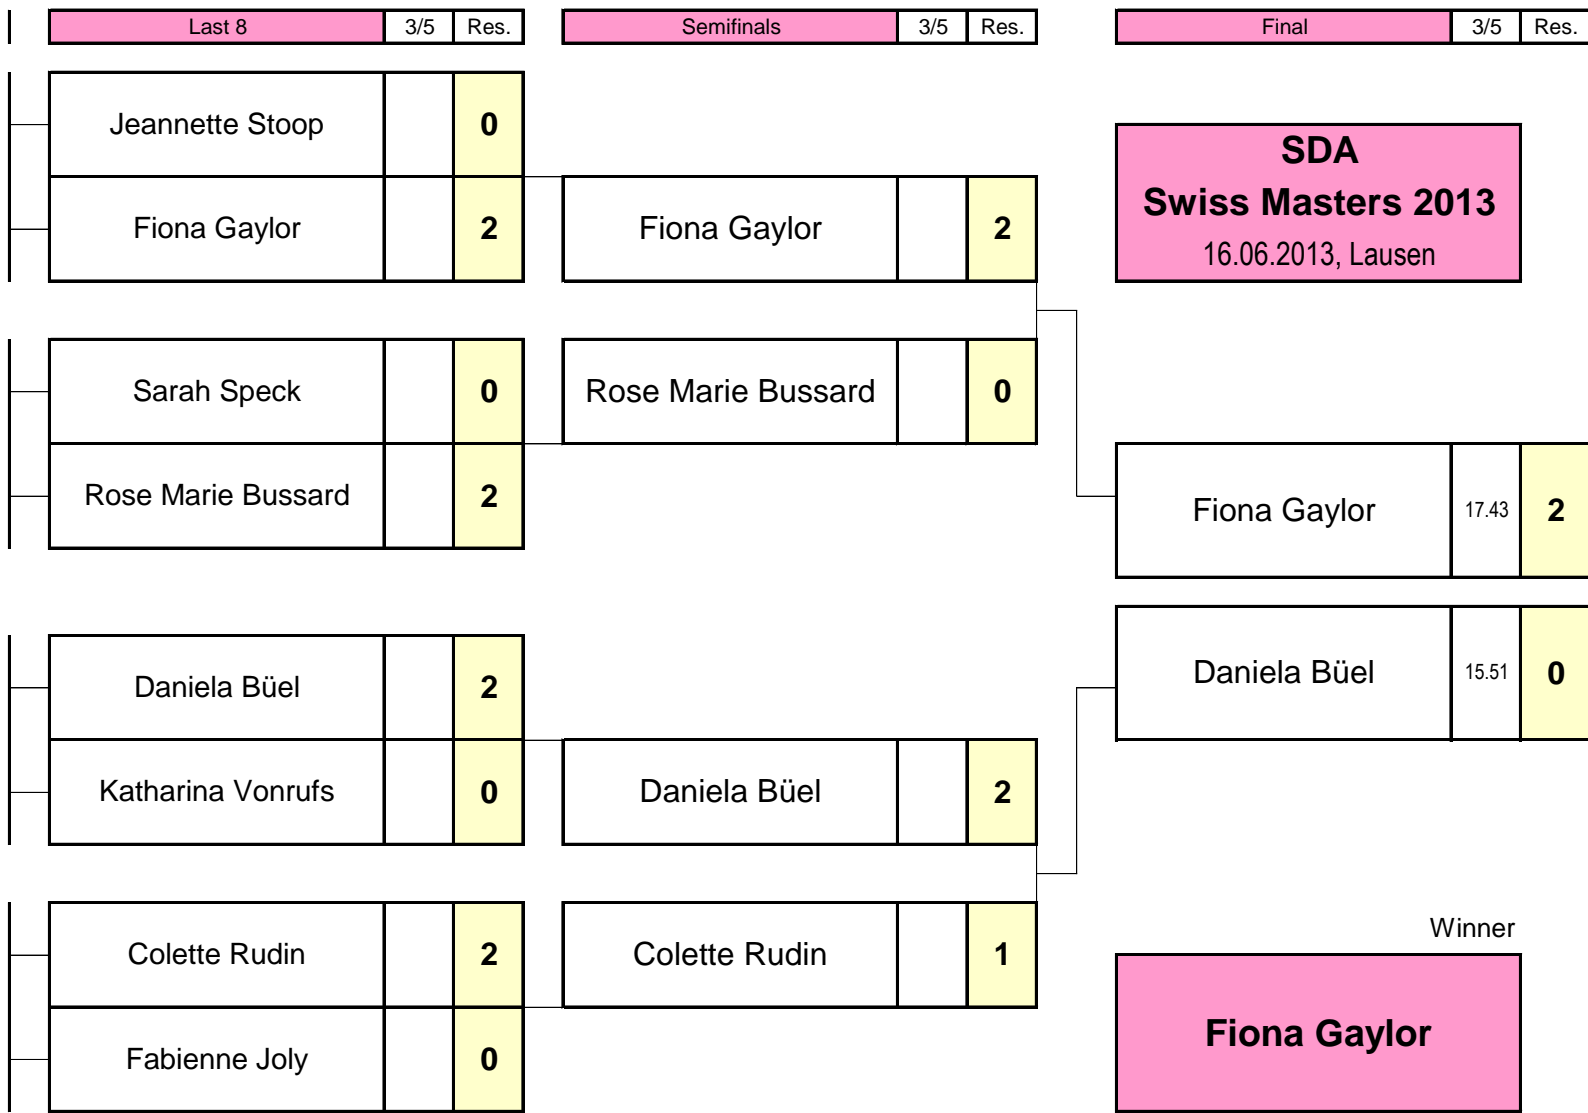 Last 8 3/5 Res. Semifinals 3/5 Res. Final 3/5 Res.
Jeannette Stoop 0
Fiona Gaylor 2
Sarah Speck 0
Rose Marie Bussard 2
Daniela Büel 2
Katharina Vonrufs 0
Colette Rudin 2
Fabienne Joly 0
Fiona Gaylor 2
Rose Marie Bussard 0
Daniela Büel 2
Colette Rudin 1
SDA
Swiss Masters 2013
16.06.2013, Lausen
Fiona Gaylor 17.43 2
Daniela Büel 15.51 0
Winner
Fiona Gaylor